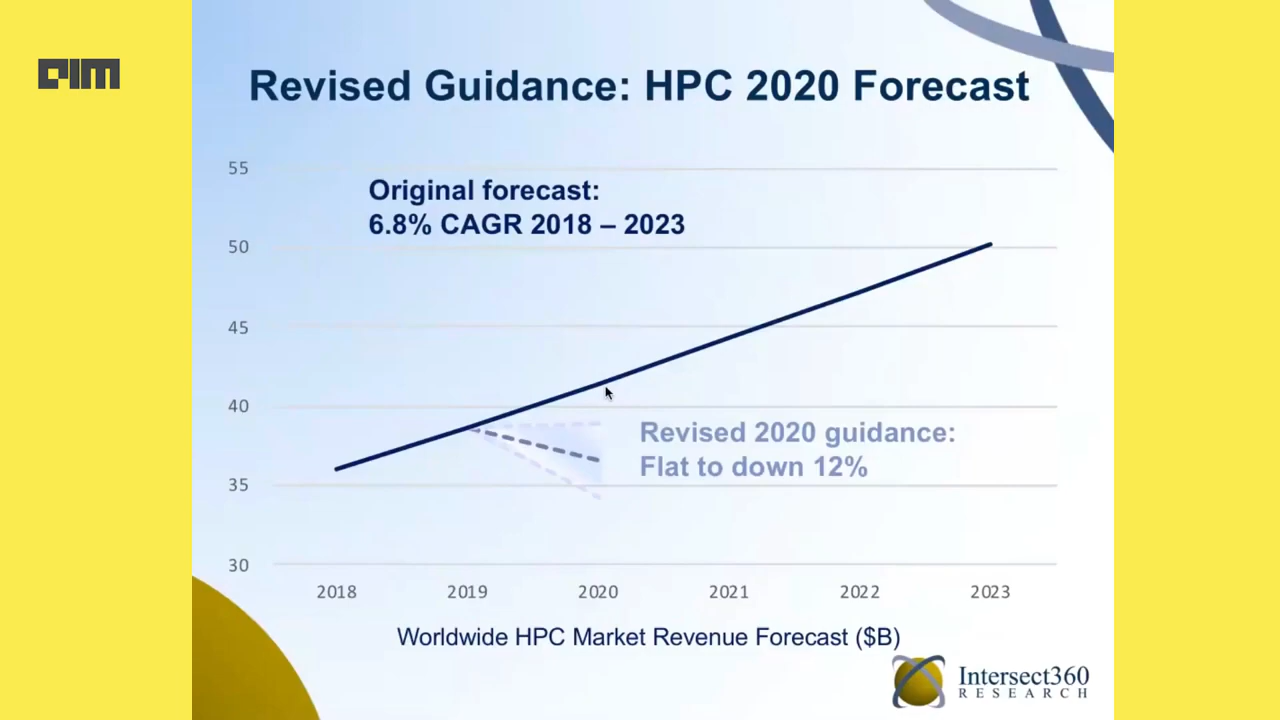 AIM
Revised Guidance: HPC 2020 Forecast
55
Original forecast:
6.8% CAGR 2018 – 2023
50
45
40
Revised 2020 guidance:
Flat to down 12%
35
30
2018 2019 2020 2021 2022 2023
Worldwide HPC Market Revenue Forecast ($B)
Intersect360
RESEARCH